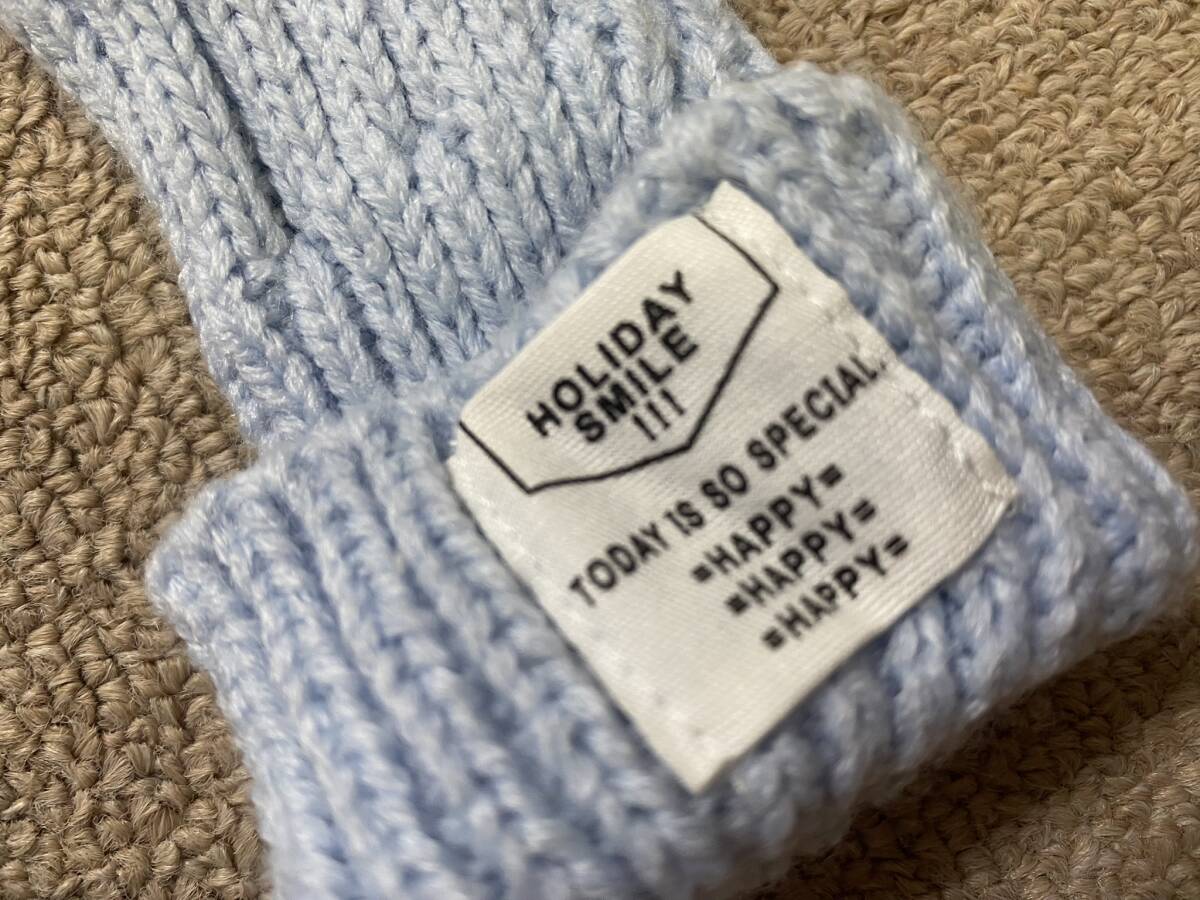 HOLIDAY
SMILE
!!!
TODAY IS SO SPECIAL.
=HAPPY=
=HAPPY=
=HAPPY=